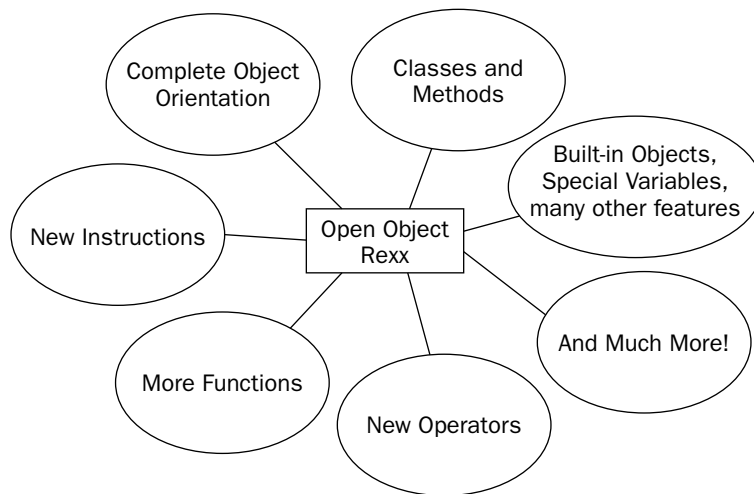 Complete Object
Orientation
Classes and
Methods
Built-in Objects,
Special Variables,
many other features
New Instructions
Open Object
Rexx
And Much More!
More Functions
New Operators